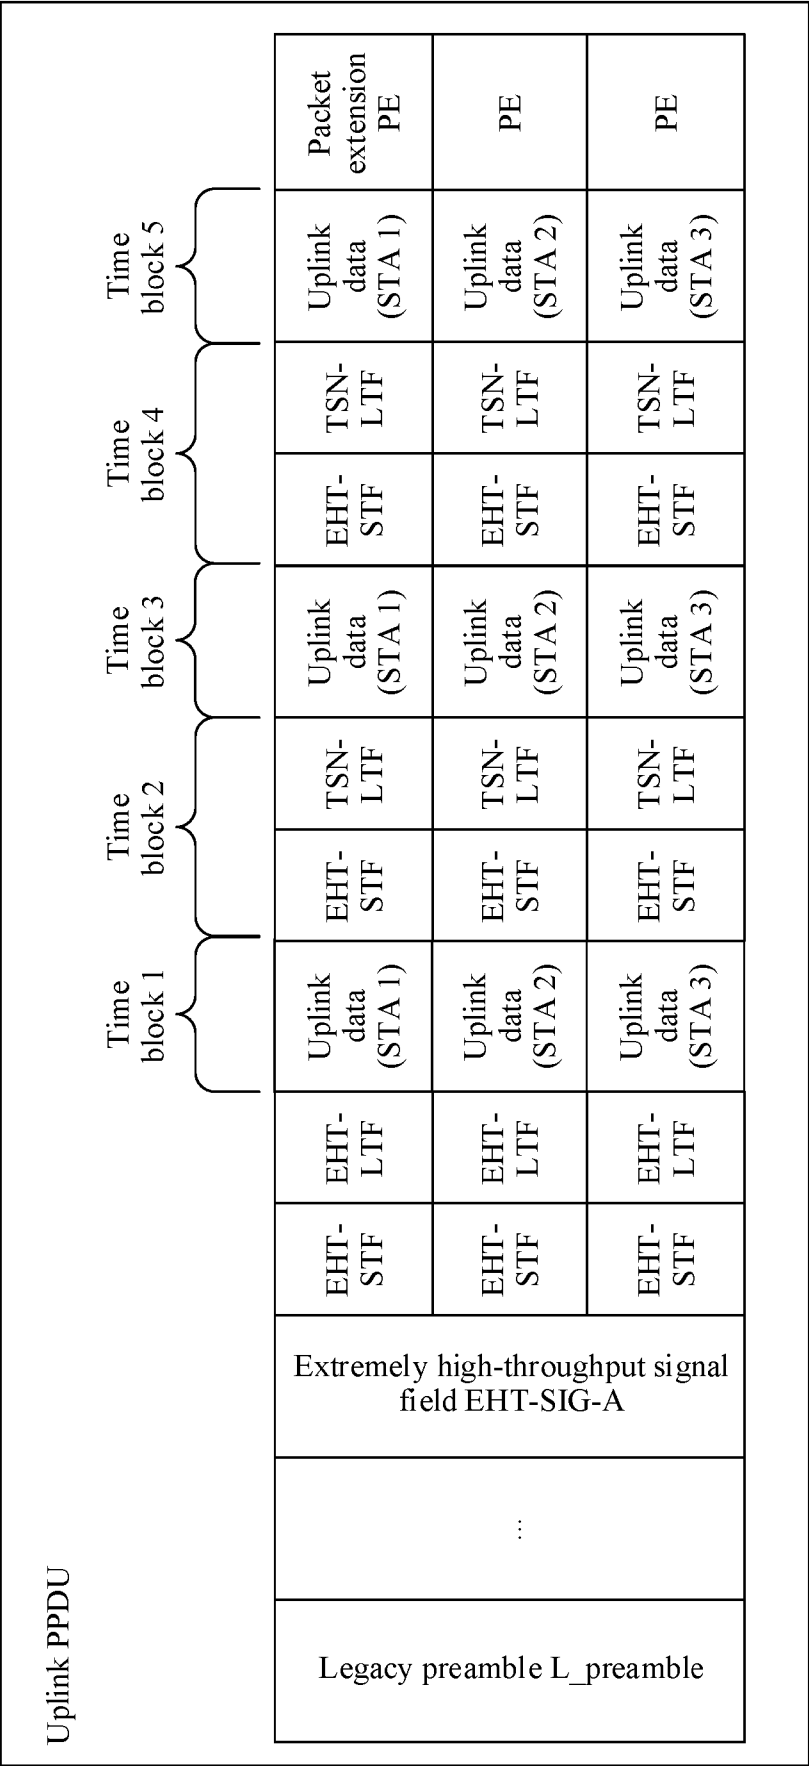 Uplink PPDU
Time
block 1
Time
block 2
Time
block 3
Time
block 4
Time
block 5
Legacy preamble L_preamble
...
Extremely high-throughput signal
field EHT-SIG-A
EHT-
STF
EHT-
LTF
Uplink
data
(STA 1)
EHT-
STF
TSN-
LTF
Uplink
data
(STA 1)
EHT-
STF
TSN-
LTF
Uplink
data
(STA 1)
Packet
extension
PE
EHT-
STF
EHT-
LTF
Uplink
data
(STA 2)
EHT-
STF
TSN-
LTF
Uplink
data
(STA 2)
EHT-
STF
TSN-
LTF
Uplink
data
(STA 2)
PE
EHT-
STF
EHT-
LTF
Uplink
data
(STA 3)
EHT-
STF
TSN-
LTF
Uplink
data
(STA 3)
EHT-
STF
TSN-
LTF
Uplink
data
(STA 3)
PE